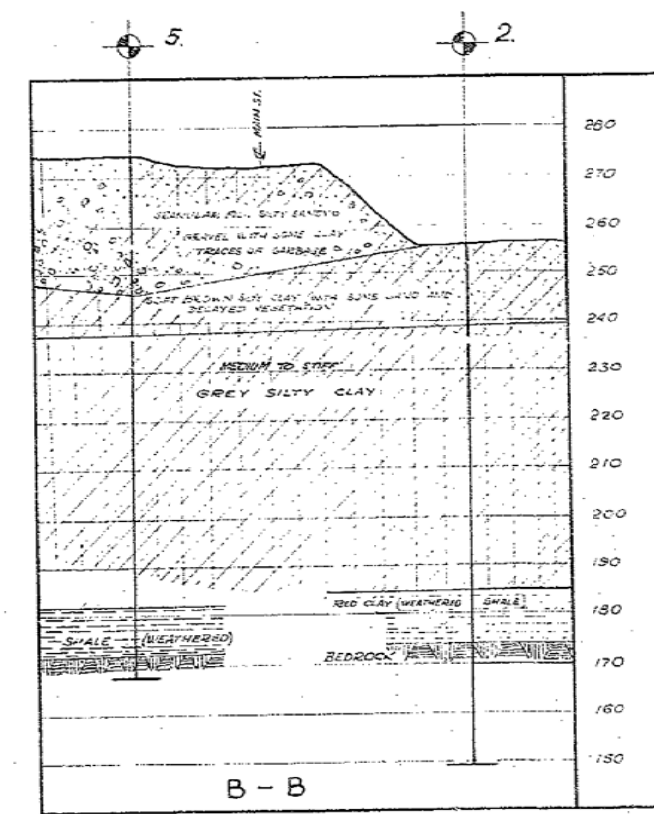 5.
2.
MAIN ST.
280
270
GRANULAR FILL SILTY SAND &
GRAVEL WITH SOME CLAY
TRACES OF GARBAGE
260
250
SOFT BROWN SILTY CLAY WITH SOME SAND AND
DECAYED VEGETATION
240
MEDIUM TO STIFF
GREY SILTY CLAY
230
220
210
200
190
RED CLAY (WEATHERED SHALE)
180
SHALE (WEATHERED)
BEDROCK
170
160
150
B - B